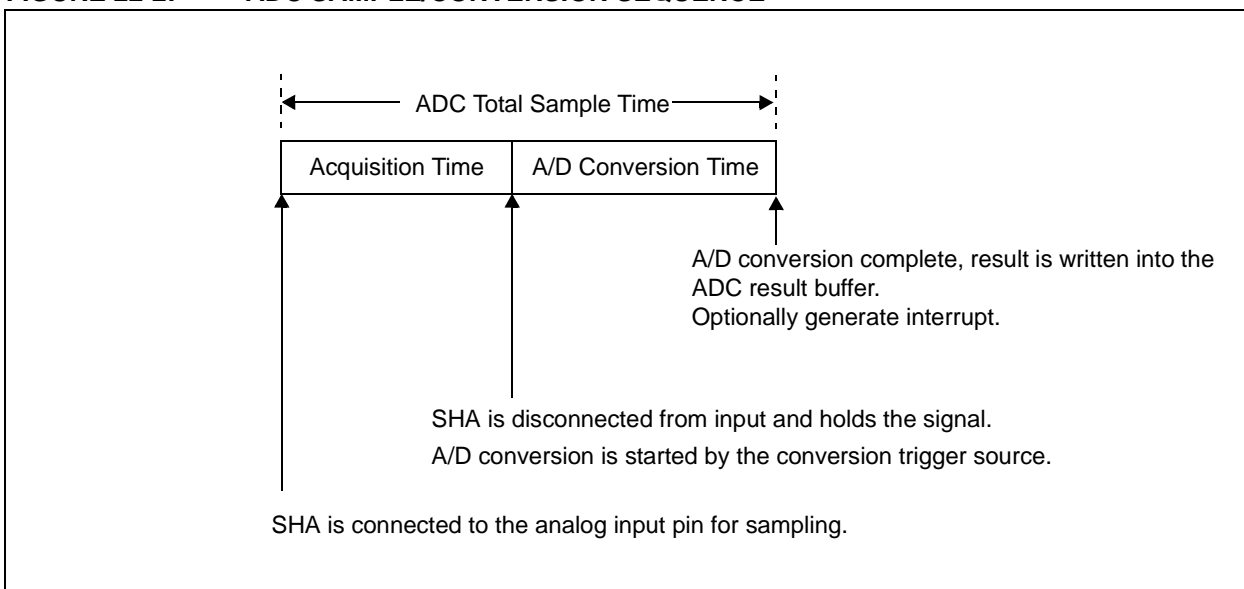 ADC Total Sample Time
Acquisition Time
A/D Conversion Time
A/D conversion complete, result is written into the
ADC result buffer.
Optionally generate interrupt.
SHA is disconnected from input and holds the signal.
A/D conversion is started by the conversion trigger source.
SHA is connected to the analog input pin for sampling.